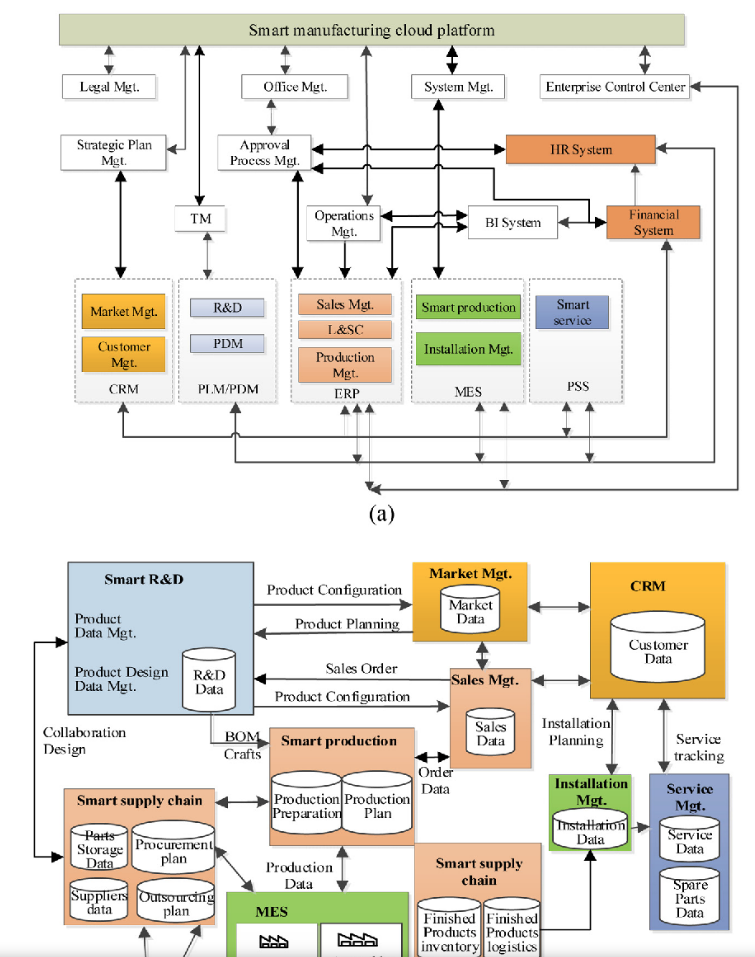 Smart manufacturing cloud platform
Legal Mgt.
Office Mgt.
System Mgt.
Enterprise Control Center
Strategic Plan
Mgt.
Approval
Process Mgt.
HR System
TM
Operations
Mgt.
BI System
Financial
System
Market Mgt.
Customer
Mgt.
CRM
R&D
PDM
PLM/PDM
Sales Mgt.
L&SC
Production
Mgt.
ERP
Smart production
Installation Mgt.
MES
Smart
service
PSS
(a)
Smart R&D
Product
Data Mgt.
Product Design
Data Mgt.
R&D
Data
Product Configuration
Product Planning
Sales Order
Product Configuration
Market Mgt.
Market
Data
CRM
Customer
Data
Sales Mgt.
Sales
Data
Collaboration
Design
BOM
Crafts
Smart production
Production
Preparation
Production
Plan
Order
Data
Installation
Planning
Service
tracking
Smart supply chain
Parts
Storage
Data
Procurement
plan
Suppliers
data
Outsourcing
plan
Production
Data
MES
Smart supply
chain
Finished
Products
inventory
Finished
Products
logistics
Installation
Mgt.
Installation
Data
Service
Mgt.
Service
Data
Spare
Parts
Data